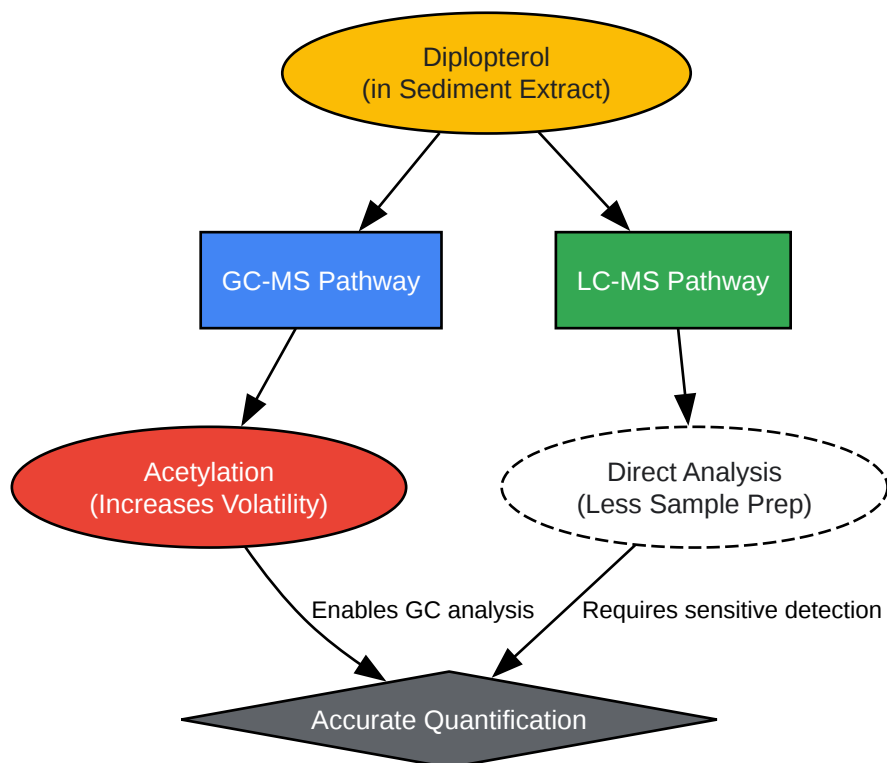 Diplopterol
(in Sediment Extract)
GC-MS Pathway
LC-MS Pathway
Acetylation
(Increases Volatility)
Direct Analysis
(Less Sample Prep)
Enables GC analysis
Requires sensitive detection
Accurate Quantification